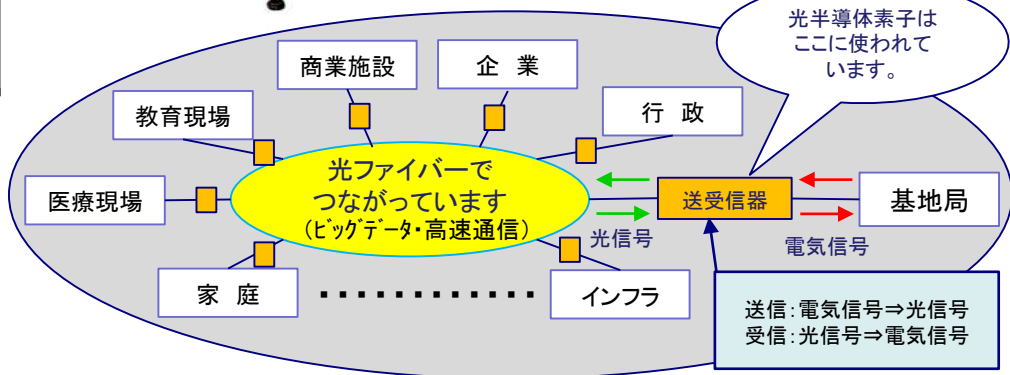 光半導体素子は
ここに使われて
います。
商業施設
企 業
教育現場
行 政
医療現場
光ファイバーで
つながっています
(ビッグデータ・高速通信)
送受信器
基地局
光信号
電気信号
家 庭
インフラ
送信:電気信号⇒光信号
受信:光信号⇒電気信号